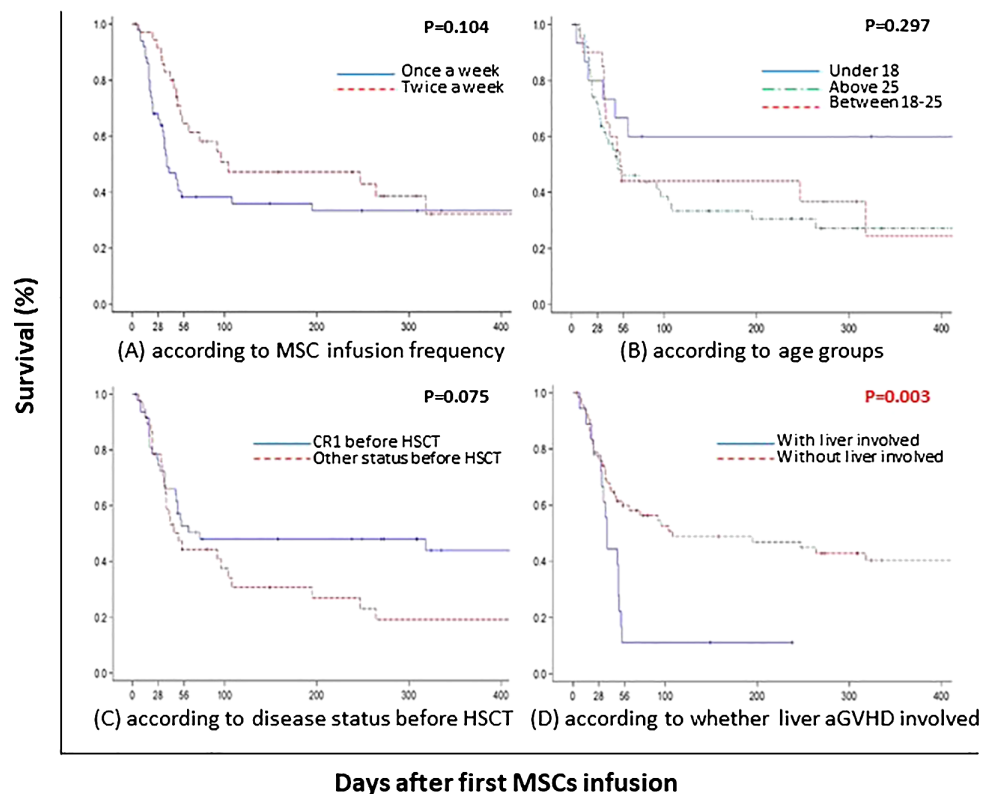 Survival (%)
P=0.104
Once a week
Twice a week
1.0
0.8
0.6
0.4
0.2
0.0
0 28 56 100 200 300 400
(A) according to MSC infusion frequency
P=0.297
Under 18
Above 25
Between 18-25
1.0
0.8
0.6
0.4
0.2
0.0
0 28 56 100 200 300 400
(B) according to age groups
P=0.075
CR1 before HSCT
Other status before HSCT
1.0
0.8
0.6
0.4
0.2
0.0
0 28 56 100 200 300 400
(C) according to disease status before HSCT
P=0.003
With liver involved
Without liver involved
1.0
0.8
0.6
0.4
0.2
0.0
0 28 56 100 200 300 400
(D) according to whether liver aGVHD involved
Days after first MSCs infusion